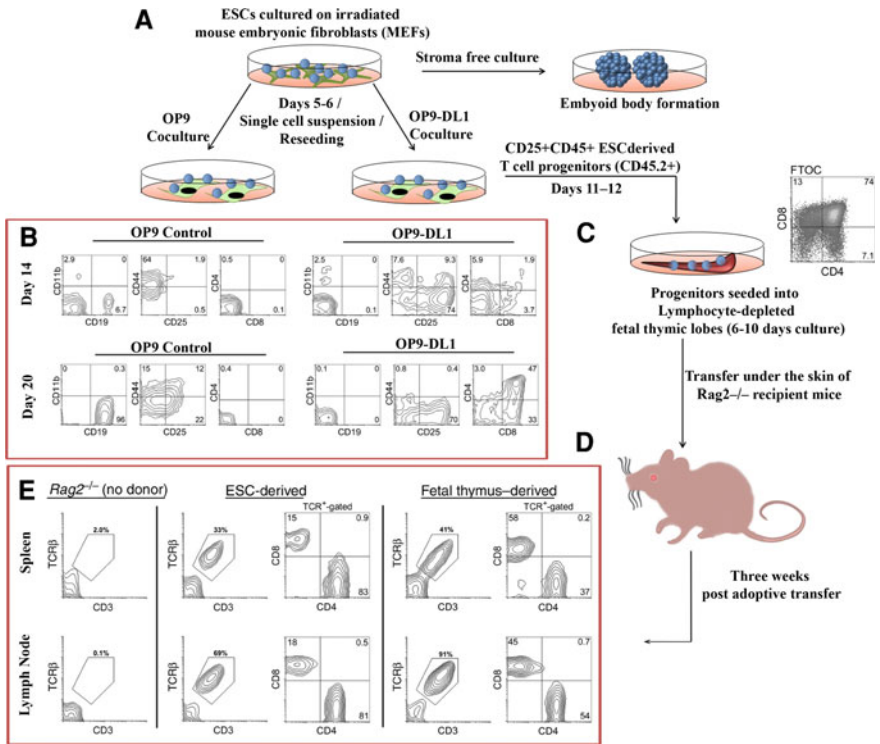 A
ESCs cultured on irradiated
mouse embryonic fibroblasts (MEFs)
Stroma free culture
Embyoid body formation
OP9
Coculture
Days 5-6 /
Single cell suspension /
Reseeding
OP9-DL1
Coculture
CD25+CD45+ ESCderived
T cell progenitors (CD45.2+)
Days 11–12
FTOC
13 74
CD8
7.1
CD4
C
Progenitors seeded into
Lymphocyte-depleted
fetal thymic lobes (6-10 days culture)
Transfer under the skin of
Rag2–/– recipient mice
B
OP9 Control OP9-DL1
Day 14
2.9 0 64 1.9 0.5 0 2.5 0 7.6 9.3 5.9 1.9
CD11b CD44 CD4 CD11b CD44 CD4
6.7 0.5 0.1 0.1 74 3.7
CD19 CD25 CD8 CD19 CD25 CD8
OP9 Control OP9-DL1
Day 20
0 0.3 15 12 0.4 0 0.1 0 0.8 0.4 3.0 47
CD11b CD44 CD4 CD11b CD44 CD4
96 22 0 0 70 33
CD19 CD25 CD8 CD19 CD25 CD8
D
Three weeks
post adoptive transfer
E
Rag2–/– (no donor) ESC-derived Fetal thymus–derived
TCR+-gated TCR+-gated
Spleen
2.0% 33% 15 0.9 41% 58 0.2
TCRβ TCRβ CD8 TCRβ CD8
83 37
CD3 CD3 CD4 CD3 CD4
Lymph Node
0.1% 69% 18 0.5 91% 45 0.7
TCRβ TCRβ CD8 TCRβ CD8
81 54
CD3 CD3 CD4 CD3 CD4